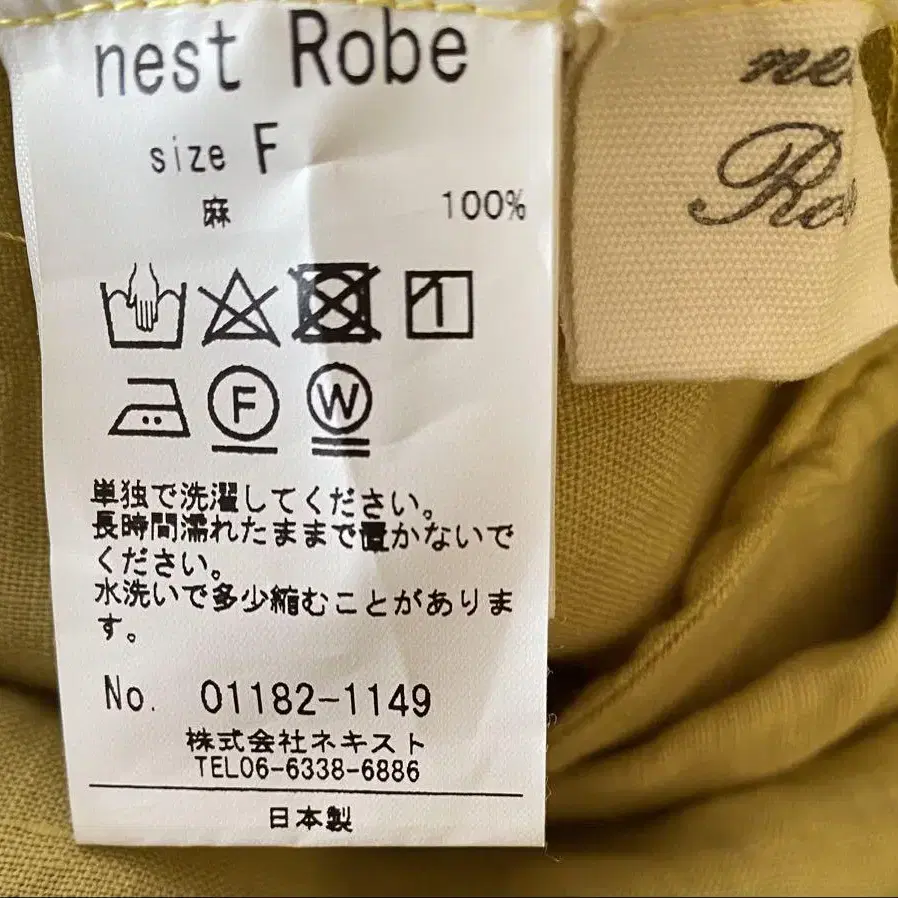 nest Robe
size F
麻 100%
F W
単独で洗濯してください。
長時間濡れたままで置かないで
ください。
水洗いで多少縮むことがありま
す。
No. 01182-1149
株式会社ネキスト
TEL06-6338-6886
日本製